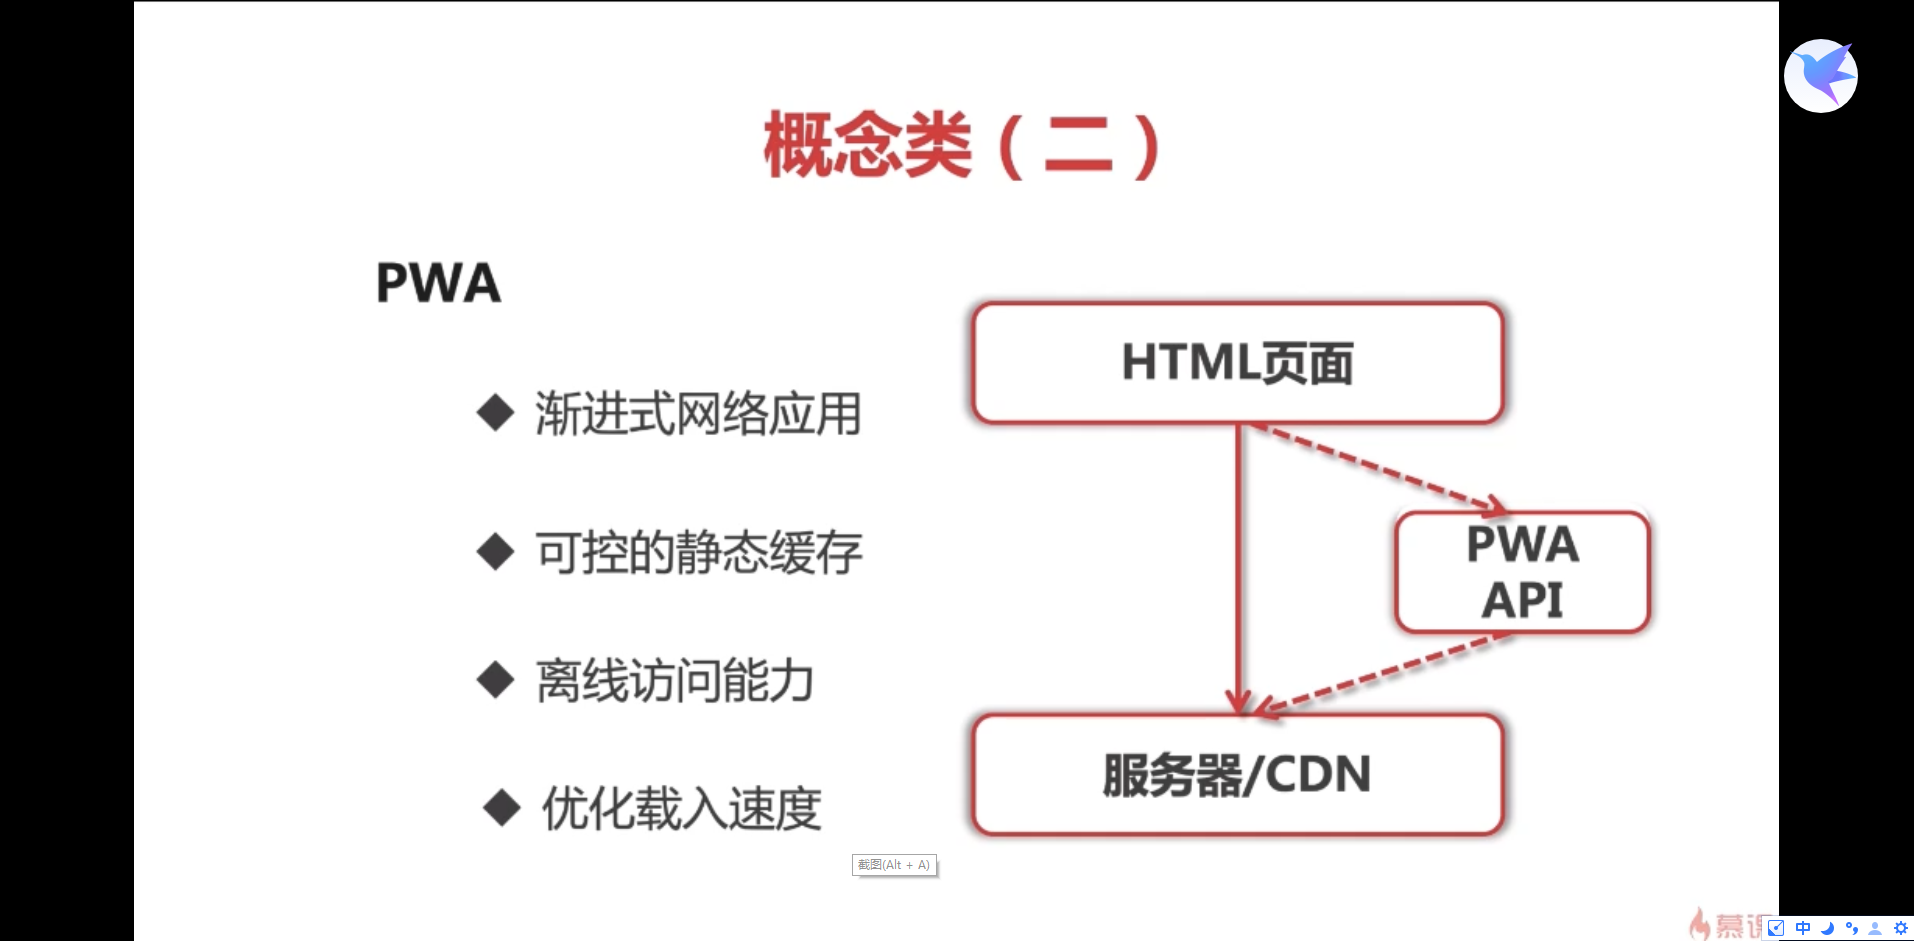 概念类（二）
PWA
渐进式网络应用
可控的静态缓存
离线访问能力
优化载入速度
HTML页面
PWA
API
服务器/CDN
截图(Alt + A)
慕课
中